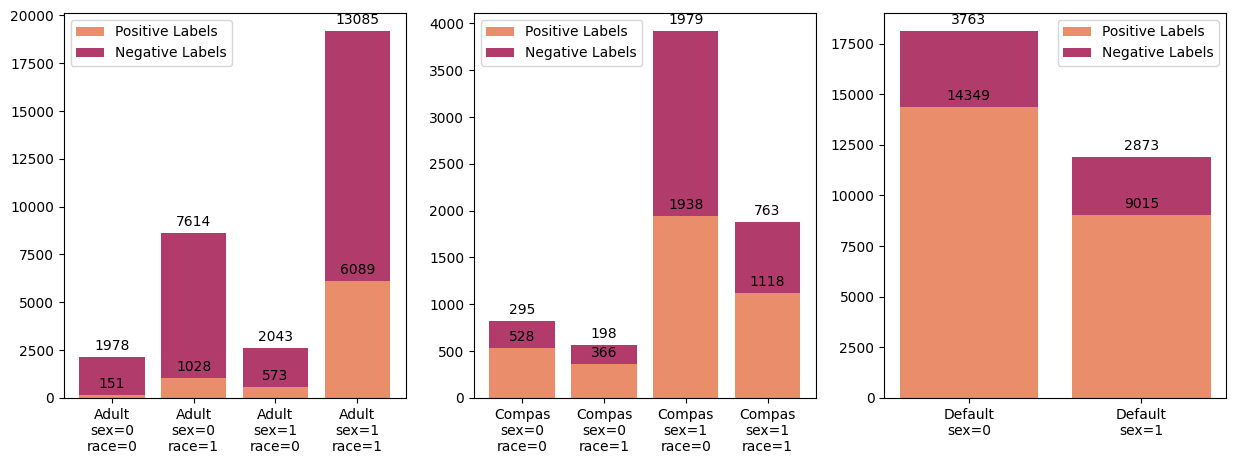 20000
17500
15000
12500
10000
7500
5000
2500
0
Positive Labels
Negative Labels
13085
6089
7614
1028
1978
151
2043
573
Adult
sex=0
race=0
Adult
sex=0
race=1
Adult
sex=1
race=0
Adult
sex=1
race=1
4000
3500
3000
2500
2000
1500
1000
500
0
Positive Labels
Negative Labels
1979
1938
763
1118
295
528
198
366
Compas
sex=0
race=0
Compas
sex=0
race=1
Compas
sex=1
race=0
Compas
sex=1
race=1
17500
15000
12500
10000
7500
5000
2500
0
Positive Labels
Negative Labels
3763
14349
2873
9015
Default
sex=0
Default
sex=1